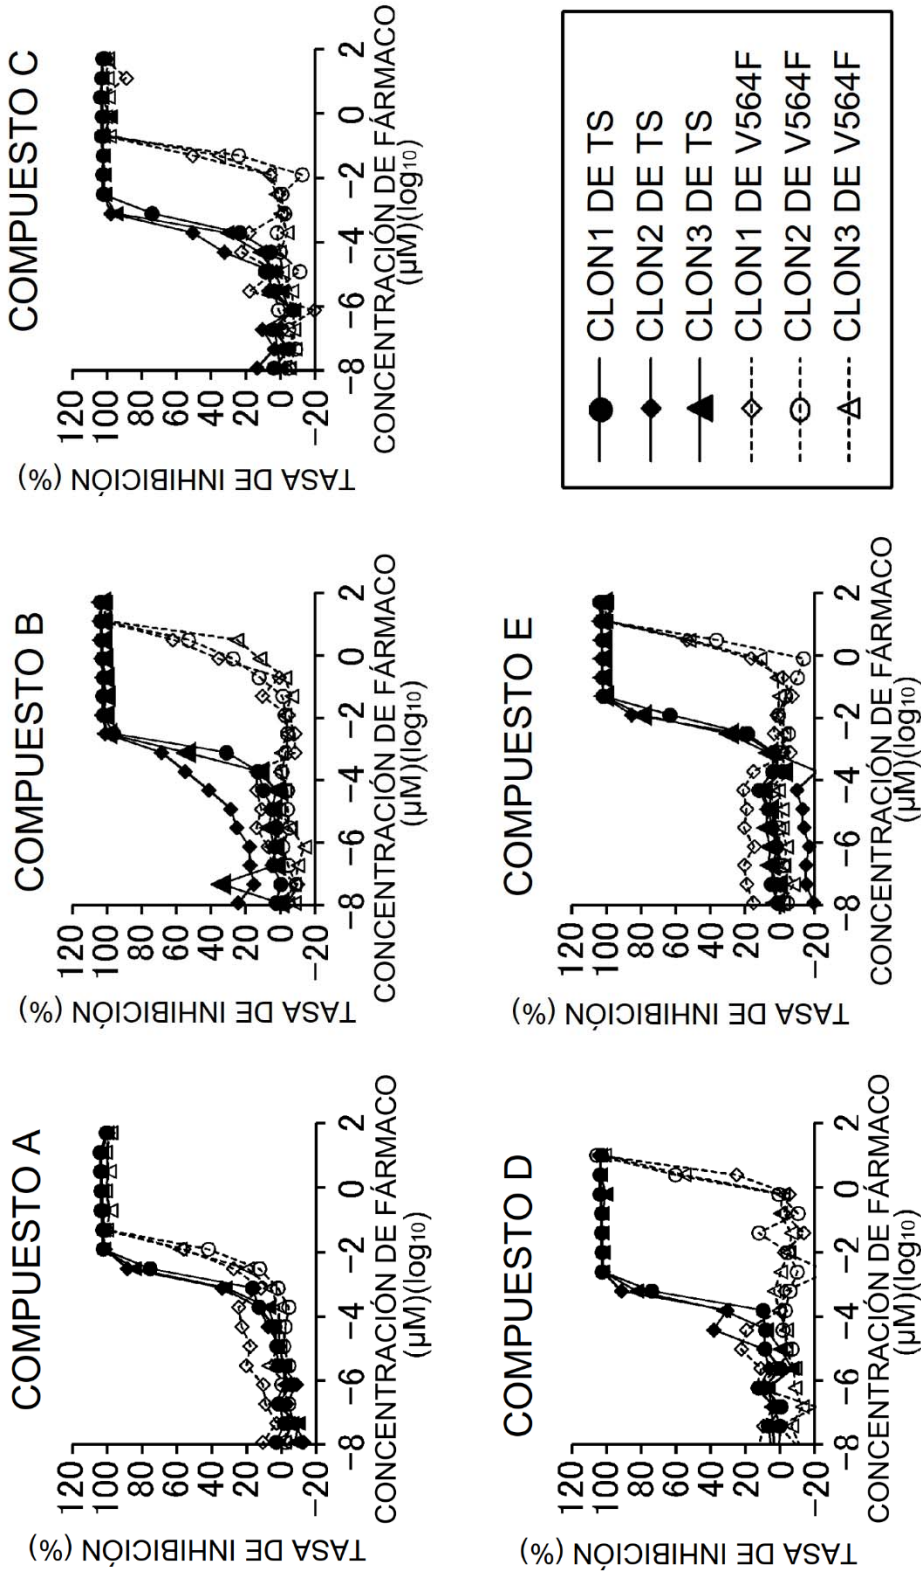 COMPUESTO A
TASA DE INHIBICIÓN (%)
120
100
80
60
40
20
0
−20
−8 −6 −4 −2 0 2
CONCENTRACIÓN DE FÁRMACO
(µM)(log10)
COMPUESTO B
TASA DE INHIBICIÓN (%)
120
100
80
60
40
20
0
−20
−8 −6 −4 −2 0 2
CONCENTRACIÓN DE FÁRMACO
(µM)(log10)
COMPUESTO C
TASA DE INHIBICIÓN (%)
120
100
80
60
40
20
0
−20
−8 −6 −4 −2 0 2
CONCENTRACIÓN DE FÁRMACO
(µM)(log10)
COMPUESTO D
TASA DE INHIBICIÓN (%)
120
100
80
60
40
20
0
−20
−8 −6 −4 −2 0 2
CONCENTRACIÓN DE FÁRMACO
(µM)(log10)
COMPUESTO E
TASA DE INHIBICIÓN (%)
120
100
80
60
40
20
0
−20
−8 −6 −4 −2 0 2
CONCENTRACIÓN DE FÁRMACO
(µM)(log10)
CLON1 DE TS
CLON2 DE TS
CLON3 DE TS
CLON1 DE V564F
CLON2 DE V564F
CLON3 DE V564F